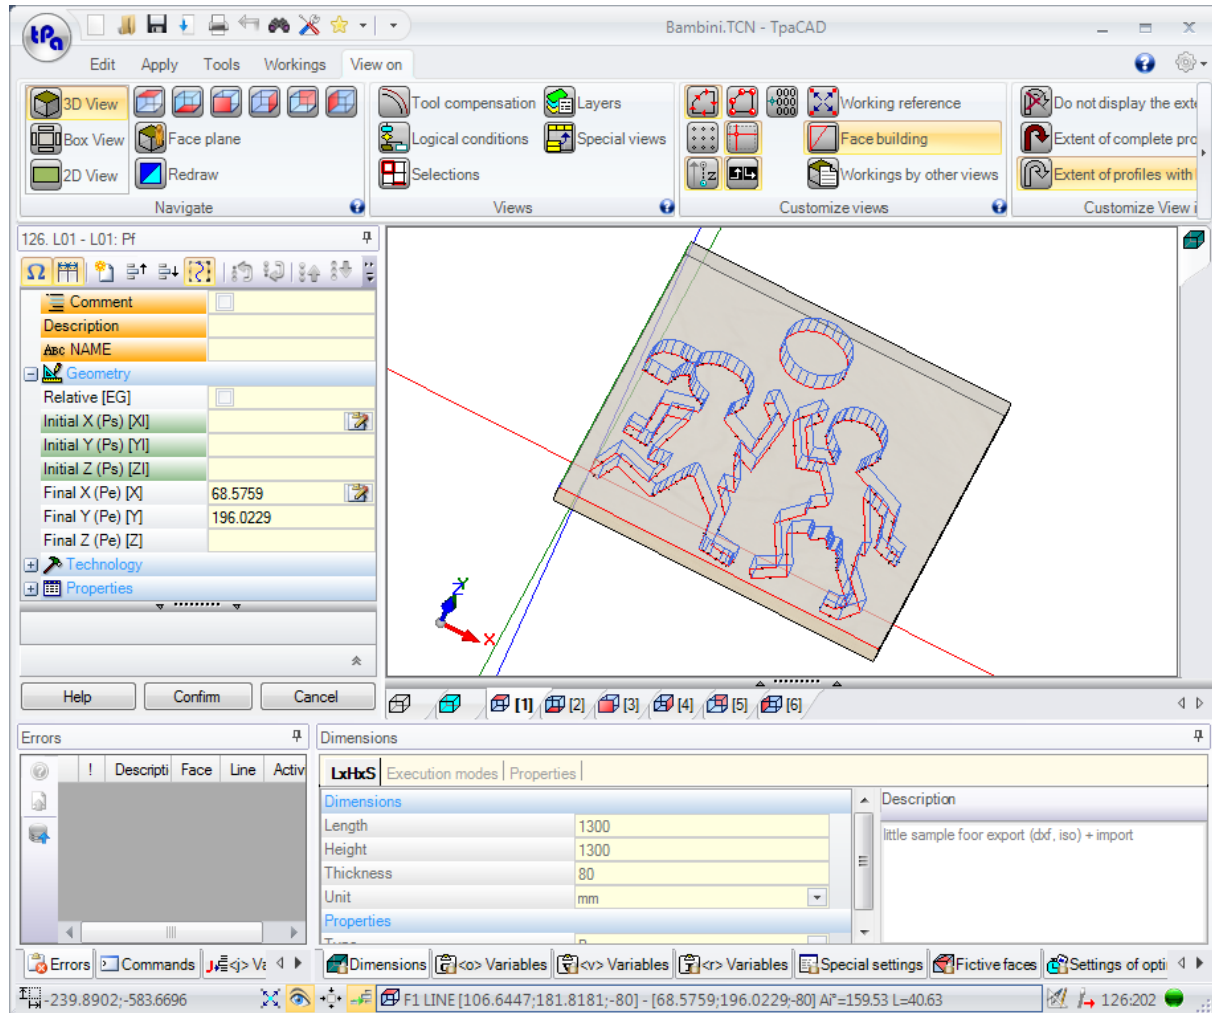 tPa
Bambini.TCN - TpaCAD
Edit Apply Tools Workings View on
3D View
Box View Face plane
2D View Redraw
Navigate
Tool compensation Layers
Logical conditions Special views
Selections
Views
Working reference
Face building
z Workings by other views
Customize views
Do not display the exte
Extent of complete pro
Extent of profiles with
Customize View i
126. L01 - L01: Pf
Comment
Description
ABC NAME
Geometry
Relative [EG]
Initial X (Ps) [XI]
Initial Y (Ps) [YI]
Initial Z (Ps) [ZI]
Final X (Pe) [X] 68.5759
Final Y (Pe) [Y] 196.0229
Final Z (Pe) [Z]
Technology
Properties
Help Confirm Cancel
Y
Z
X
[1] [2] [3] [4] [5] [6]
Errors
! Descripti Face Line Activ
Dimensions
LxHxS Execution modes Properties
Dimensions
Length 1300
Height 1300
Thickness 80
Unit mm
Properties
Description
little sample foor export (dxf, iso) + import
Errors Commands <j> Va
Dimensions <o> Variables <v> Variables <r> Variables Special settings Fictive faces Settings of opti
-239.8902;-583.6696
F1 LINE [106.6447;181.8181;-80] - [68.5759;196.0229;-80] Ai°=159.53 L=40.63
126:202